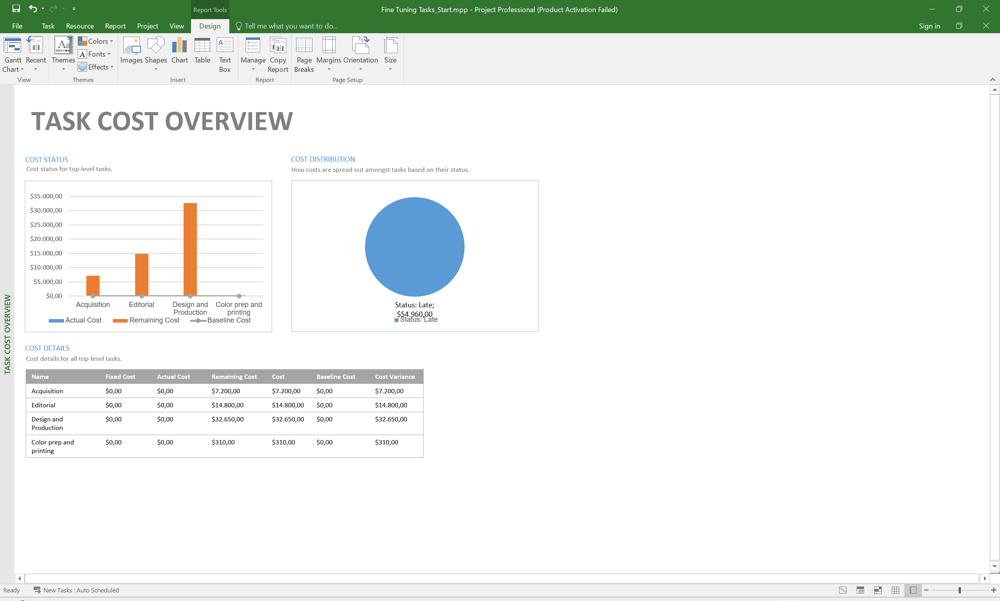 Report Tools
Fine Tuning Tasks_Start.mpp - Project Professional (Product Activation Failed)
File Task Resource Report Project View Design Tell me what you want to do... Sign in
Gantt Chart
Recent
Themes
Colors
Fonts
Effects
Images
Shapes
Chart
Table
Text Box
Manage
Copy Report
Page Breaks
Margins
Orientation
Size
View
Themes
Insert
Report
Page Setup
TASK COST OVERVIEW
TASK COST OVERVIEW
COST STATUS
Cost status for top-level tasks.
$35.000,00
$30.000,00
$25.000,00
$20.000,00
$15.000,00
$10.000,00
$5.000,00
$0,00
Acquisition
Editorial
Design and
Production
Color prep and
printing
Actual Cost Remaining Cost Baseline Cost
COST DISTRIBUTION
How costs are spread out amongst tasks based on their status.
Status: Late;
$54.960,00
Status: Late
COST DETAILS
Cost details for all top-level tasks.
Name Fixed Cost Actual Cost Remaining Cost Cost Baseline Cost Cost Variance
Acquisition $0,00 $0,00 $7.200,00 $7.200,00 $0,00 $7.200,00
Editorial $0,00 $0,00 $14.800,00 $14.800,00 $0,00 $14.800,00
Design and $0,00 $0,00 $32.650,00 $32.650,00 $0,00 $32.650,00
Production
Color prep and $0,00 $0,00 $310,00 $310,00 $0,00 $310,00
printing
Ready New Tasks : Auto Scheduled